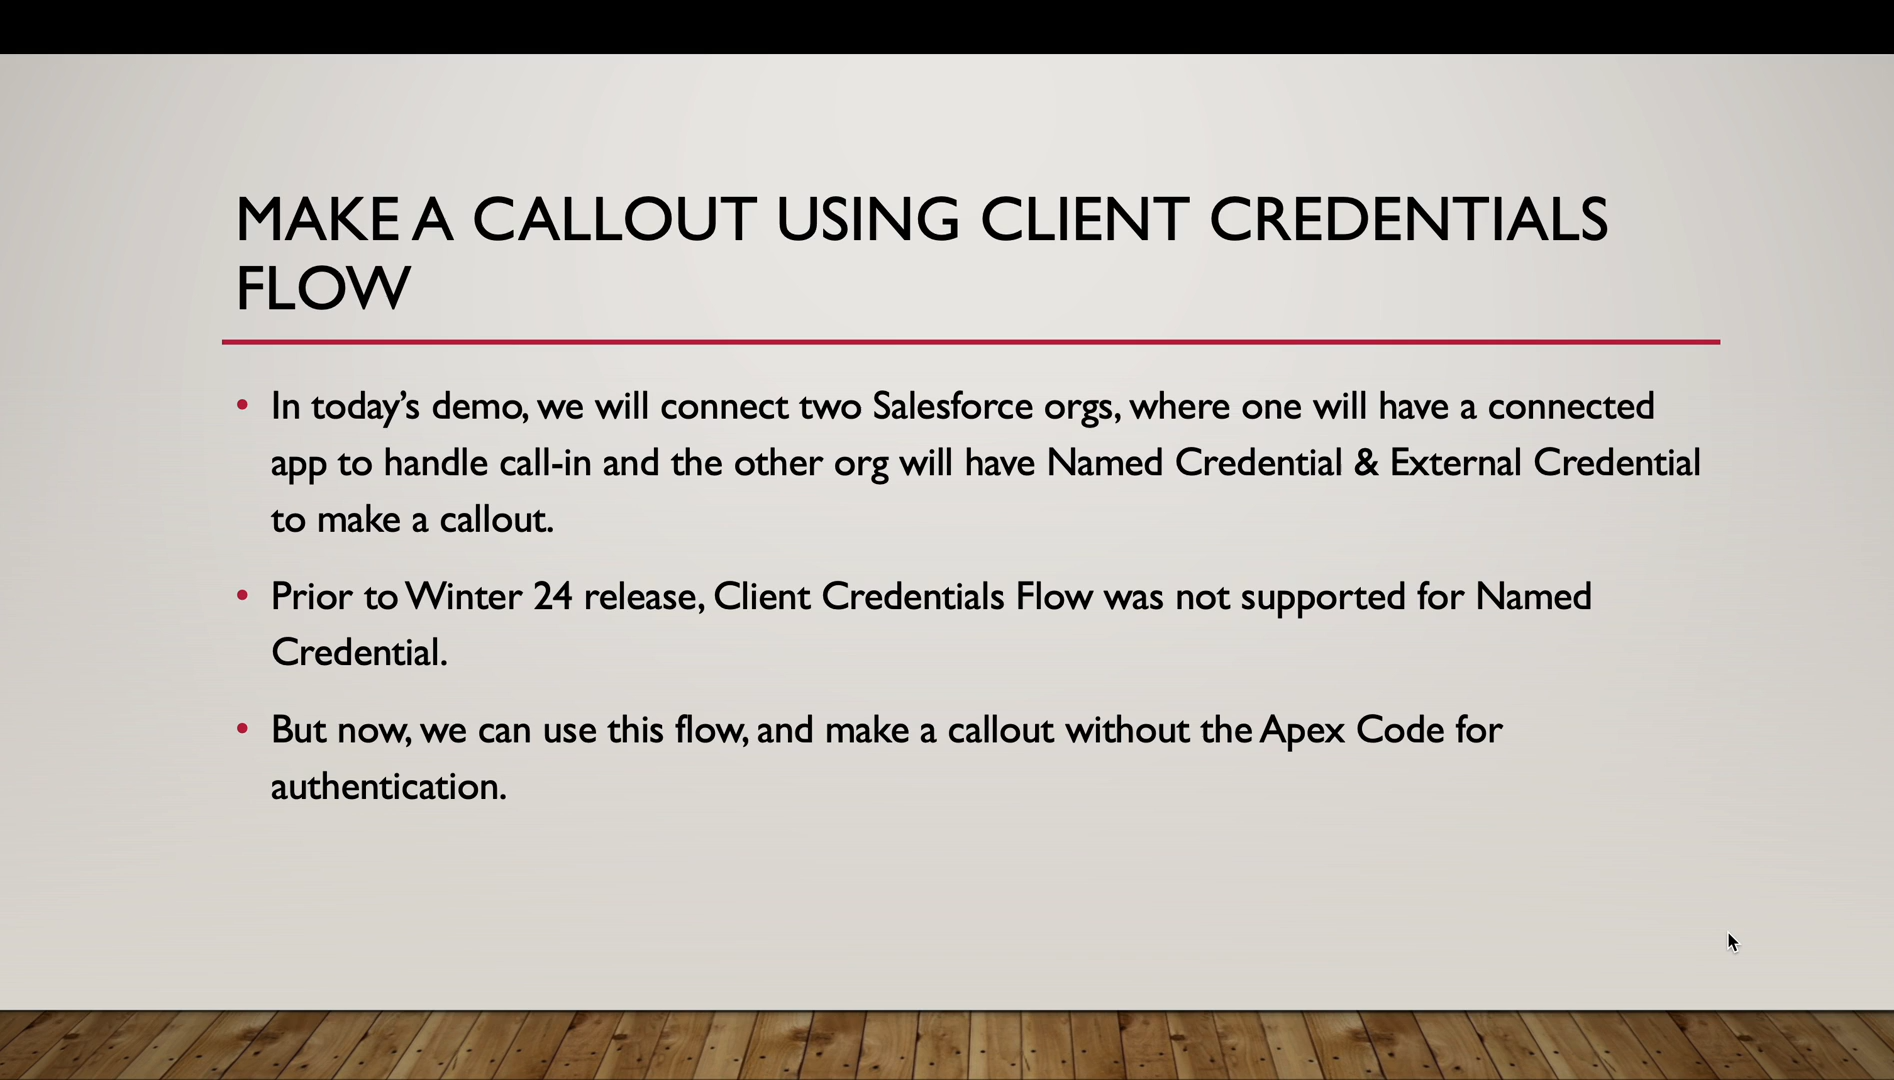 MAKE A CALLOUT USING CLIENT CREDENTIALS
FLOW
• In today’s demo, we will connect two Salesforce orgs, where one will have a connected
app to handle call-in and the other org will have Named Credential & External Credential
to make a callout.
• Prior to Winter 24 release, Client Credentials Flow was not supported for Named
Credential.
• But now, we can use this flow, and make a callout without the Apex Code for
authentication.